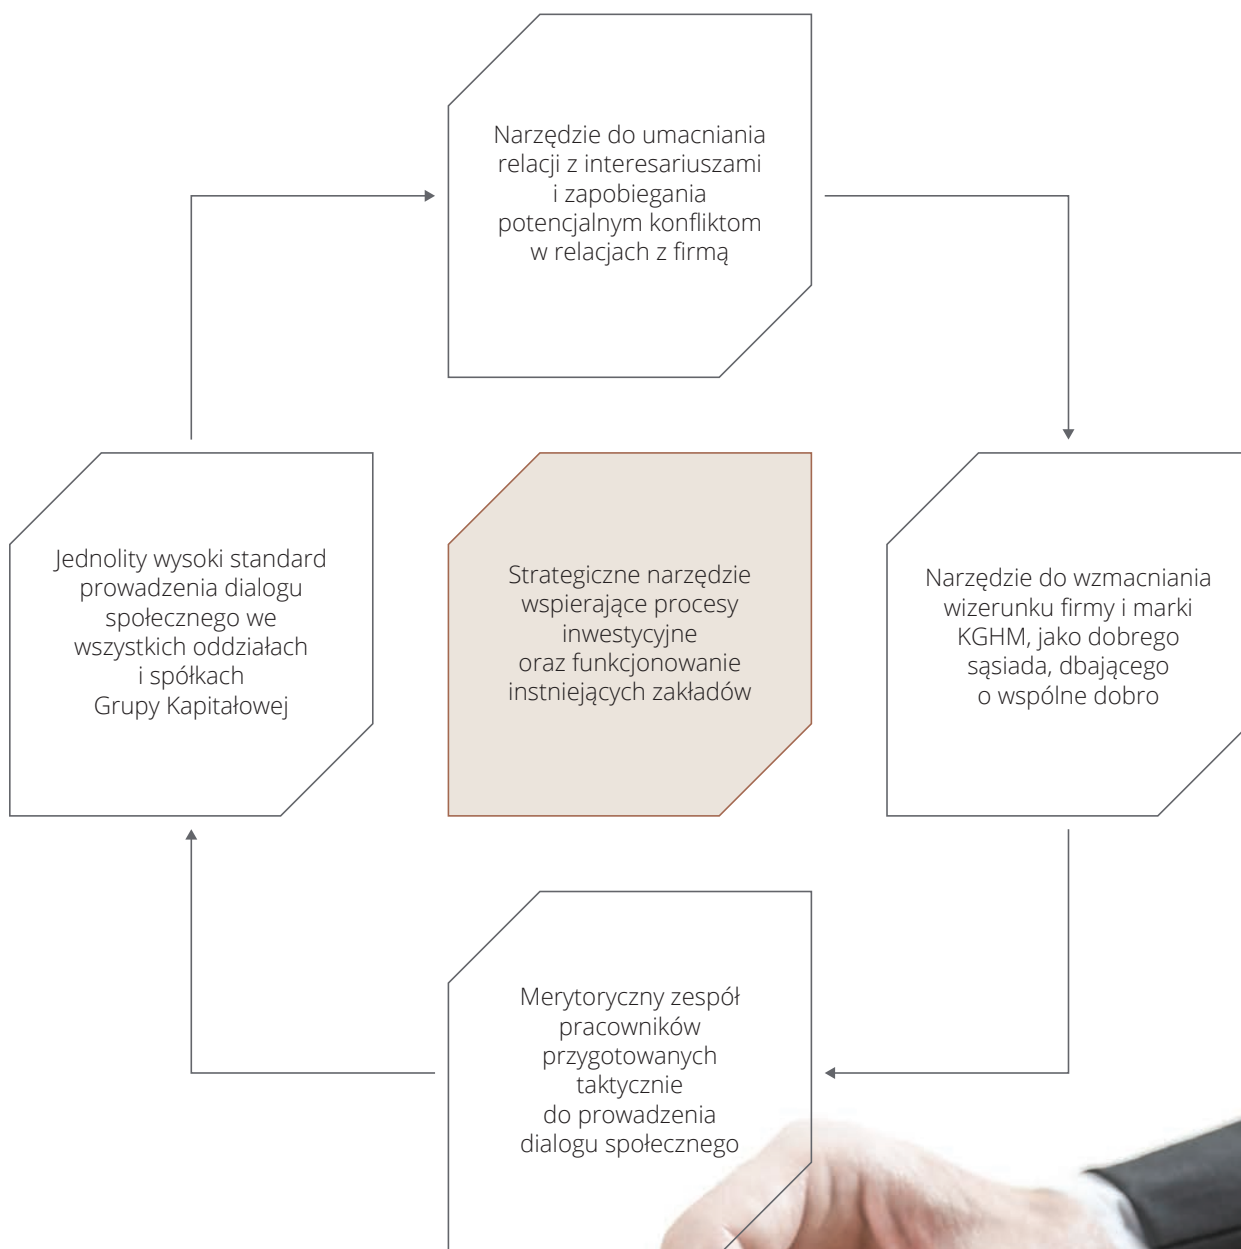 Narzędzie do umacniania
relacji z interesariuszami
i zapobiegania
potencjalnym konfliktom
w relacjach z firmą
Jednolity wysoki standard
prowadzenia dialogu
społecznego we
wszystkich oddziałach
i spółkach
Grupy Kapitałowej
Strategiczne narzędzie
wspierające procesy
inwestycyjne
oraz funkcjonowanie
instniejących zakładów
Narzędzie do wzmacniania
wizerunku firmy i marki
KGHM, jako dobrego
sąsiada, dbającego
o wspólne dobro
Merytoryczny zespół
pracowników
przygotowanych
taktycznie
do prowadzenia
dialogu społecznego